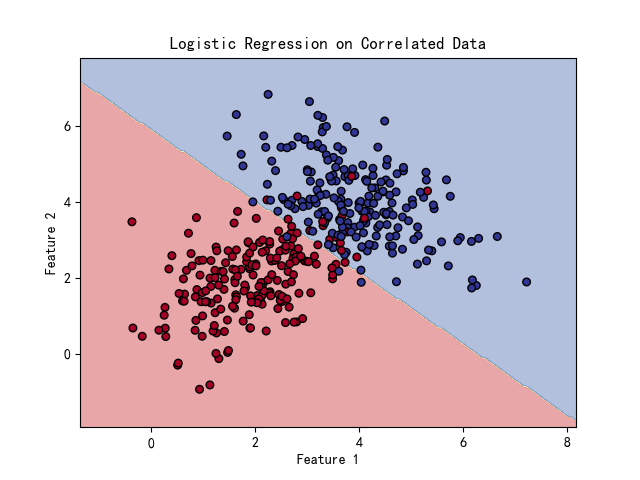 Logistic Regression on Correlated Data
6
4
2
0
Feature 2
0 2 4 6 8
Feature 1